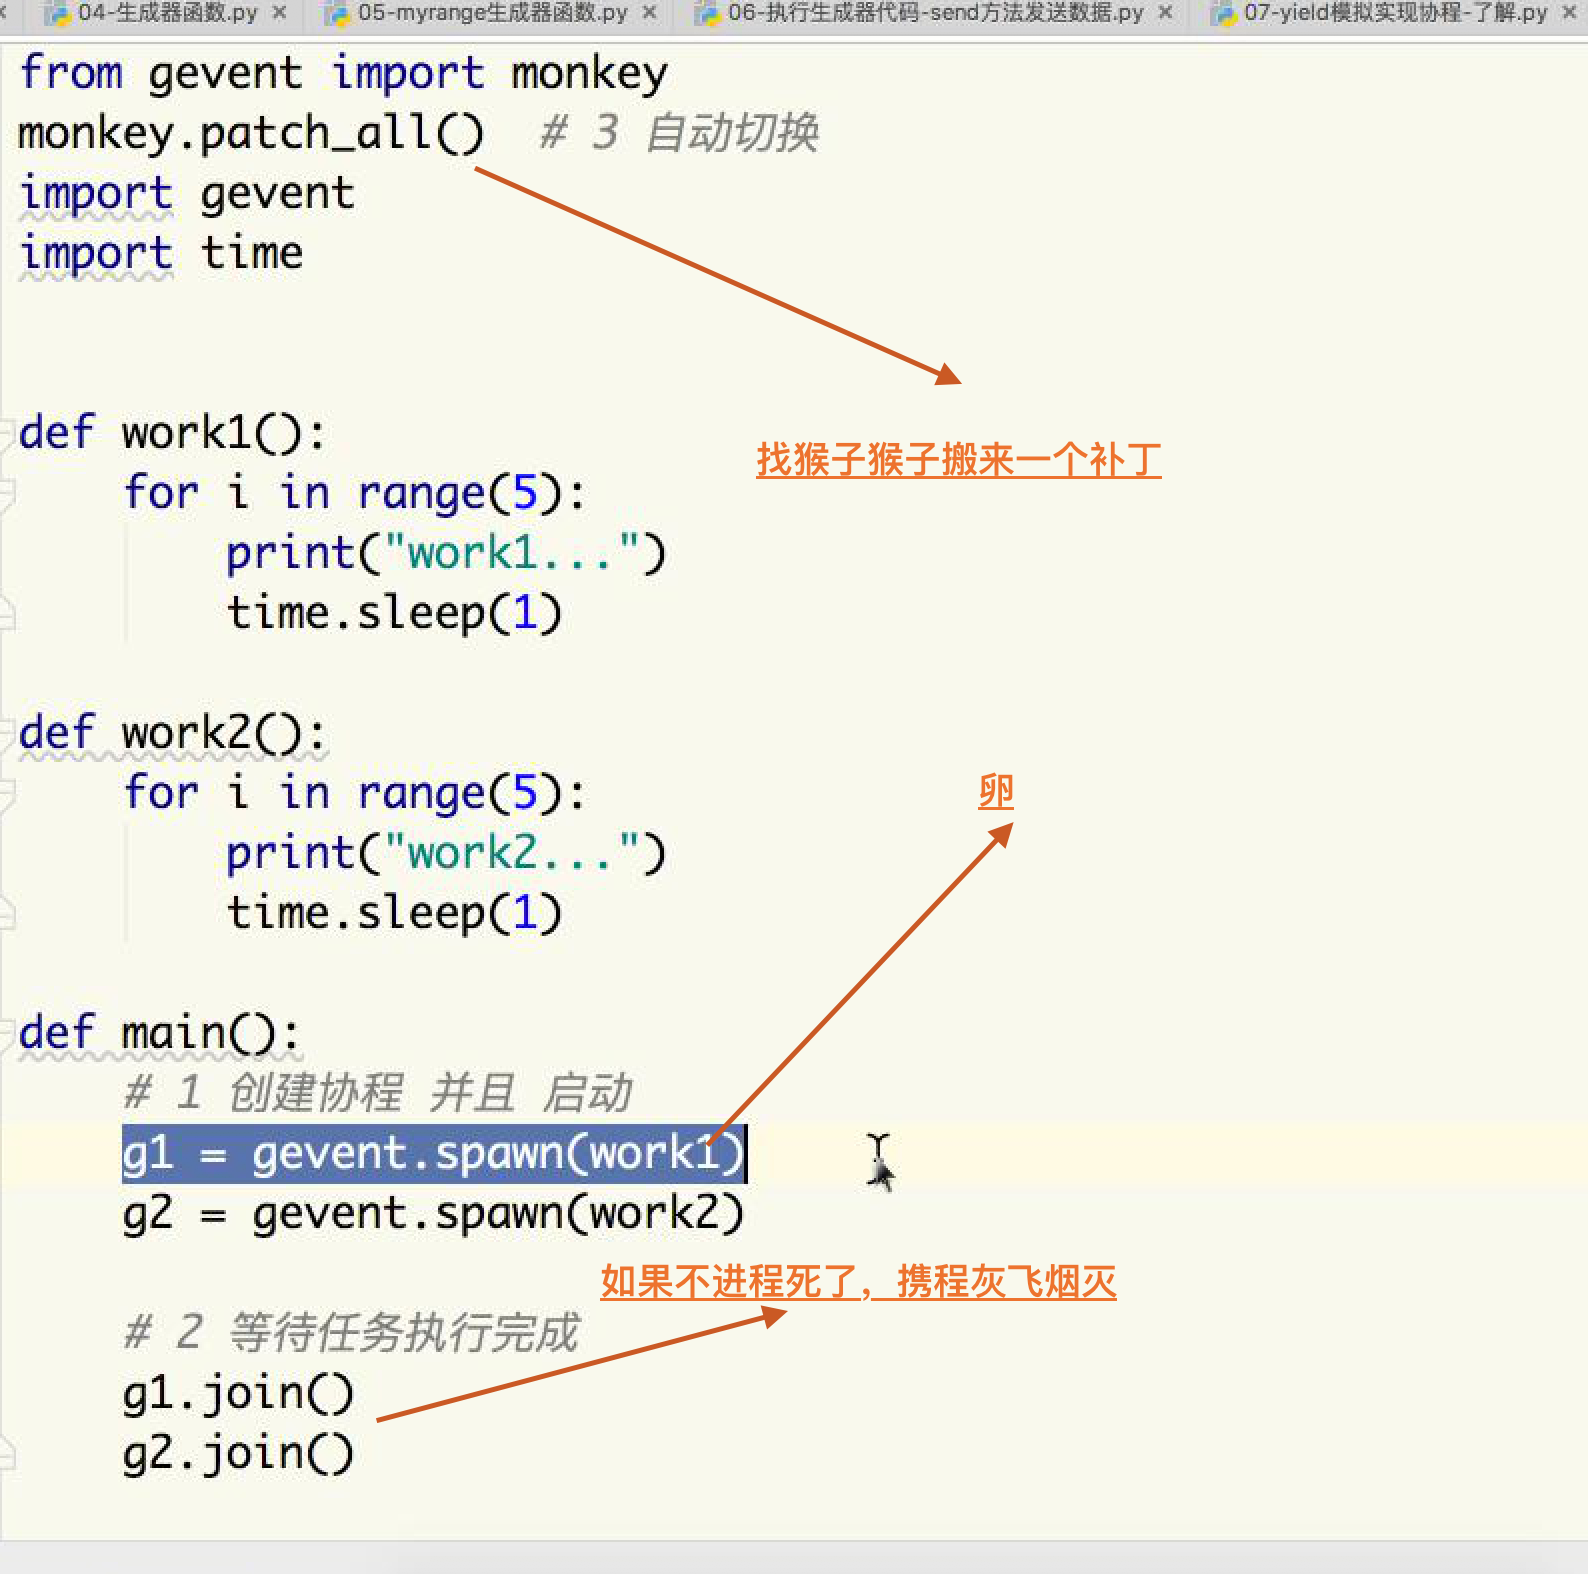 04-生成器函数.py × 05-myrange生成器函数.py × 06-执行生成器代码-send方法发送数据.py × 07-yield模拟实现协程-了解.py ×
from gevent import monkey
monkey.patch_all()  # 3 自动切换
import gevent
import time
def work1():
找猴子猴子搬来一个补丁
for i in range(5):
print("work1...")
time.sleep(1)
def work2():
for i in range(5):
卵
print("work2...")
time.sleep(1)
def main():
# 1 创建协程 并且 启动
g1 = gevent.spawn(work1)
g2 = gevent.spawn(work2)
如果不进程死了，携程灰飞烟灭
# 2 等待任务执行完成
g1.join()
g2.join()